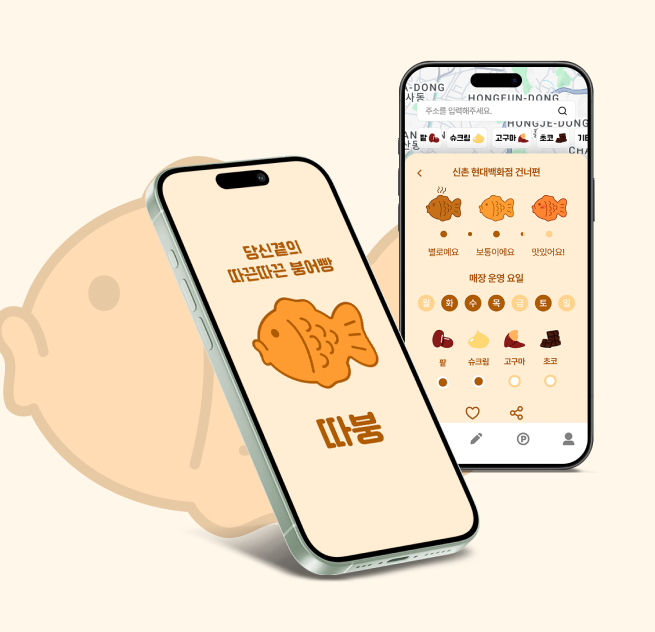 당신곁의
따끈따끈 붕어빵
따붕
A-DONG
사동
HONGEUN-DONG
주소를 입력해주세요.
HONGJE-DONG
팥
슈크림
고구마
초코
기타
신촌 현대백화점 건너편
별로예요
보통이에요
맛있어요!
매장 운영 요일
월 화 수 목 금 토 일
팥
슈크림
고구마
초코
P